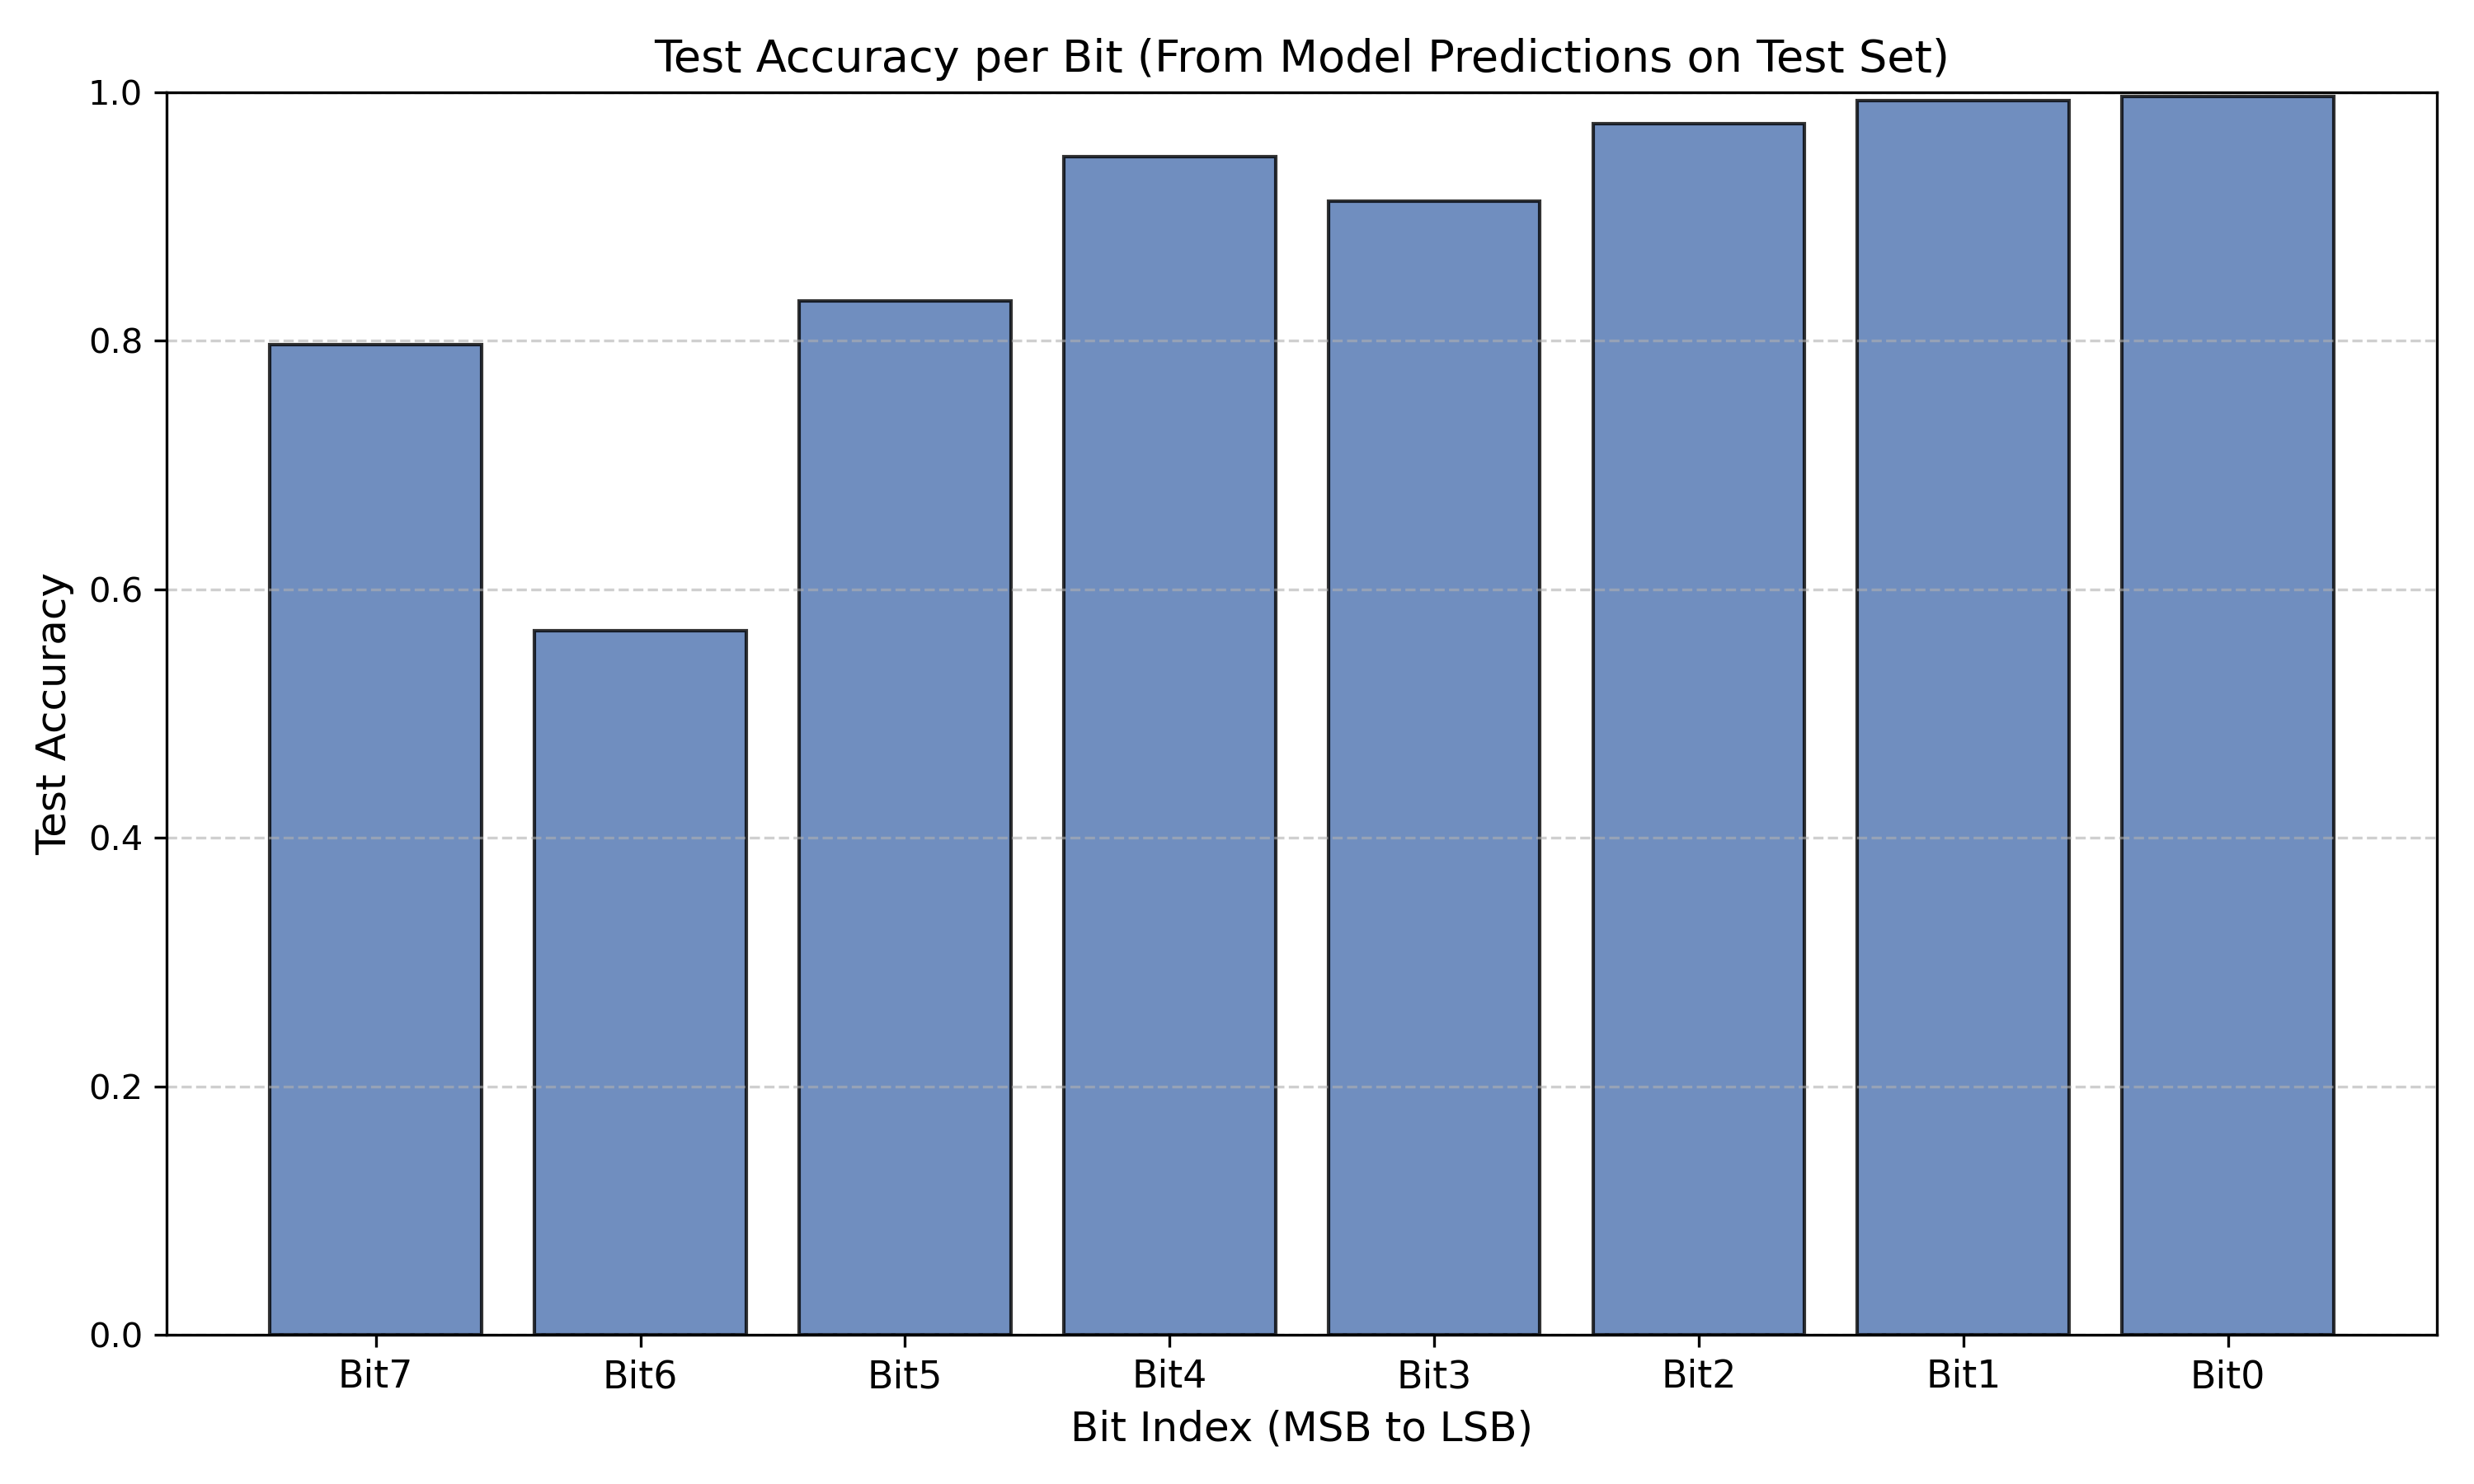 Test Accuracy per Bit (From Model Predictions on Test Set)
Test Accuracy
1.0
0.8
0.6
0.4
0.2
0.0
Bit7 Bit6 Bit5 Bit4 Bit3 Bit2 Bit1 Bit0
Bit Index (MSB to LSB)